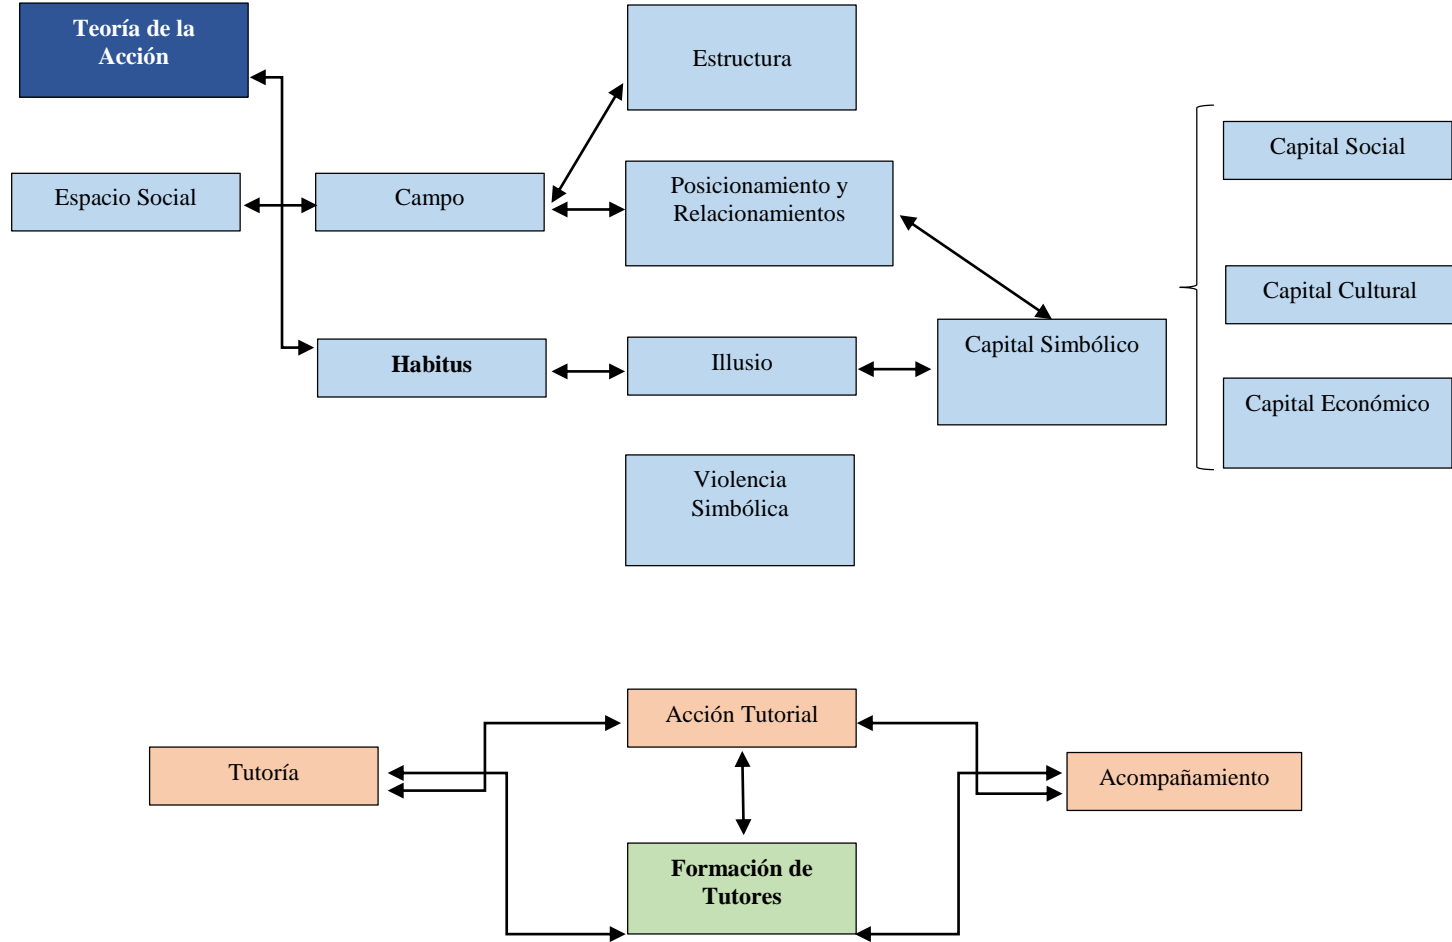 Teoría de la
Acción
Estructura
Capital Social
Espacio Social
Campo
Posicionamiento y
Relacionamientos
Capital Cultural
Habitus
Illusio
Capital Simbólico
Capital Económico
Violencia
Simbólica
Acción Tutorial
Tutoría
Acompañamiento
Formación de
Tutores